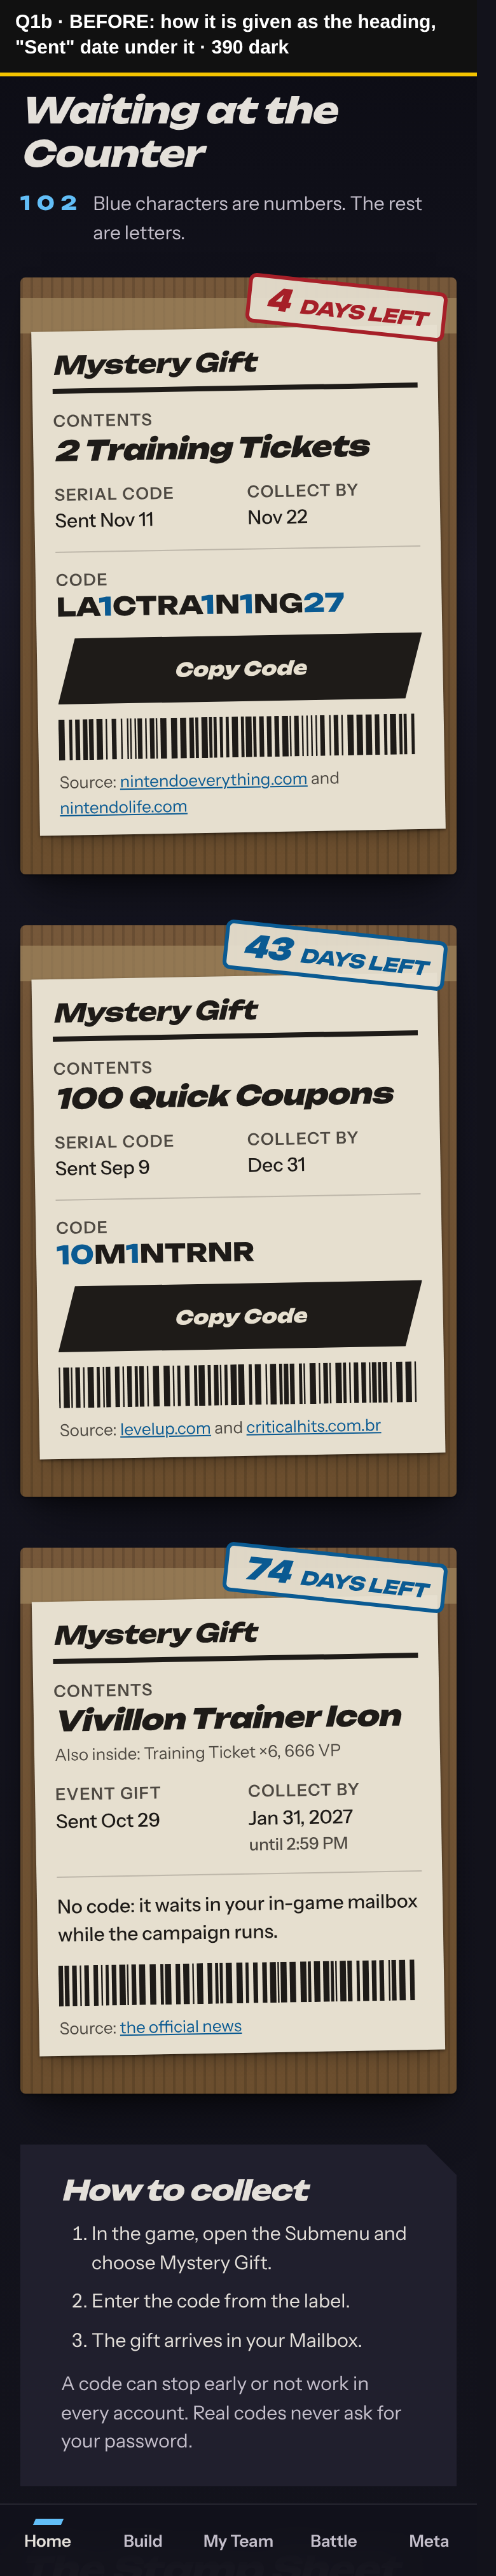 Q1b · BEFORE: how it is given as the heading,
"Sent" date under it · 390 dark
Waiting at the
Counter
102 Blue characters are numbers. The rest
are letters.
4 DAYS LEFT
Mystery Gift
CONTENTS
2 Training Tickets
SERIAL CODE COLLECT BY
Sent Nov 11 Nov 22
CODE
LA1CTRA1N1NG27
Copy Code
Source: nintendoeverything.com and
nintendolife.com
43 DAYS LEFT
Mystery Gift
CONTENTS
100 Quick Coupons
SERIAL CODE COLLECT BY
Sent Sep 9 Dec 31
CODE
10M1NTRNR
Copy Code
Source: levelup.com and criticalhits.com.br
74 DAYS LEFT
Mystery Gift
CONTENTS
Vivillon Trainer Icon
Also inside: Training Ticket ×6, 666 VP
EVENT GIFT COLLECT BY
Sent Oct 29 Jan 31, 2027
until 2:59 PM
No code: it waits in your in-game mailbox
while the campaign runs.
Source: the official news
How to collect
1. In the game, open the Submenu and
choose Mystery Gift.
2. Enter the code from the label.
3. The gift arrives in your Mailbox.
A code can stop early or not work in
every account. Real codes never ask for
your password.
Home Build My Team Battle Meta